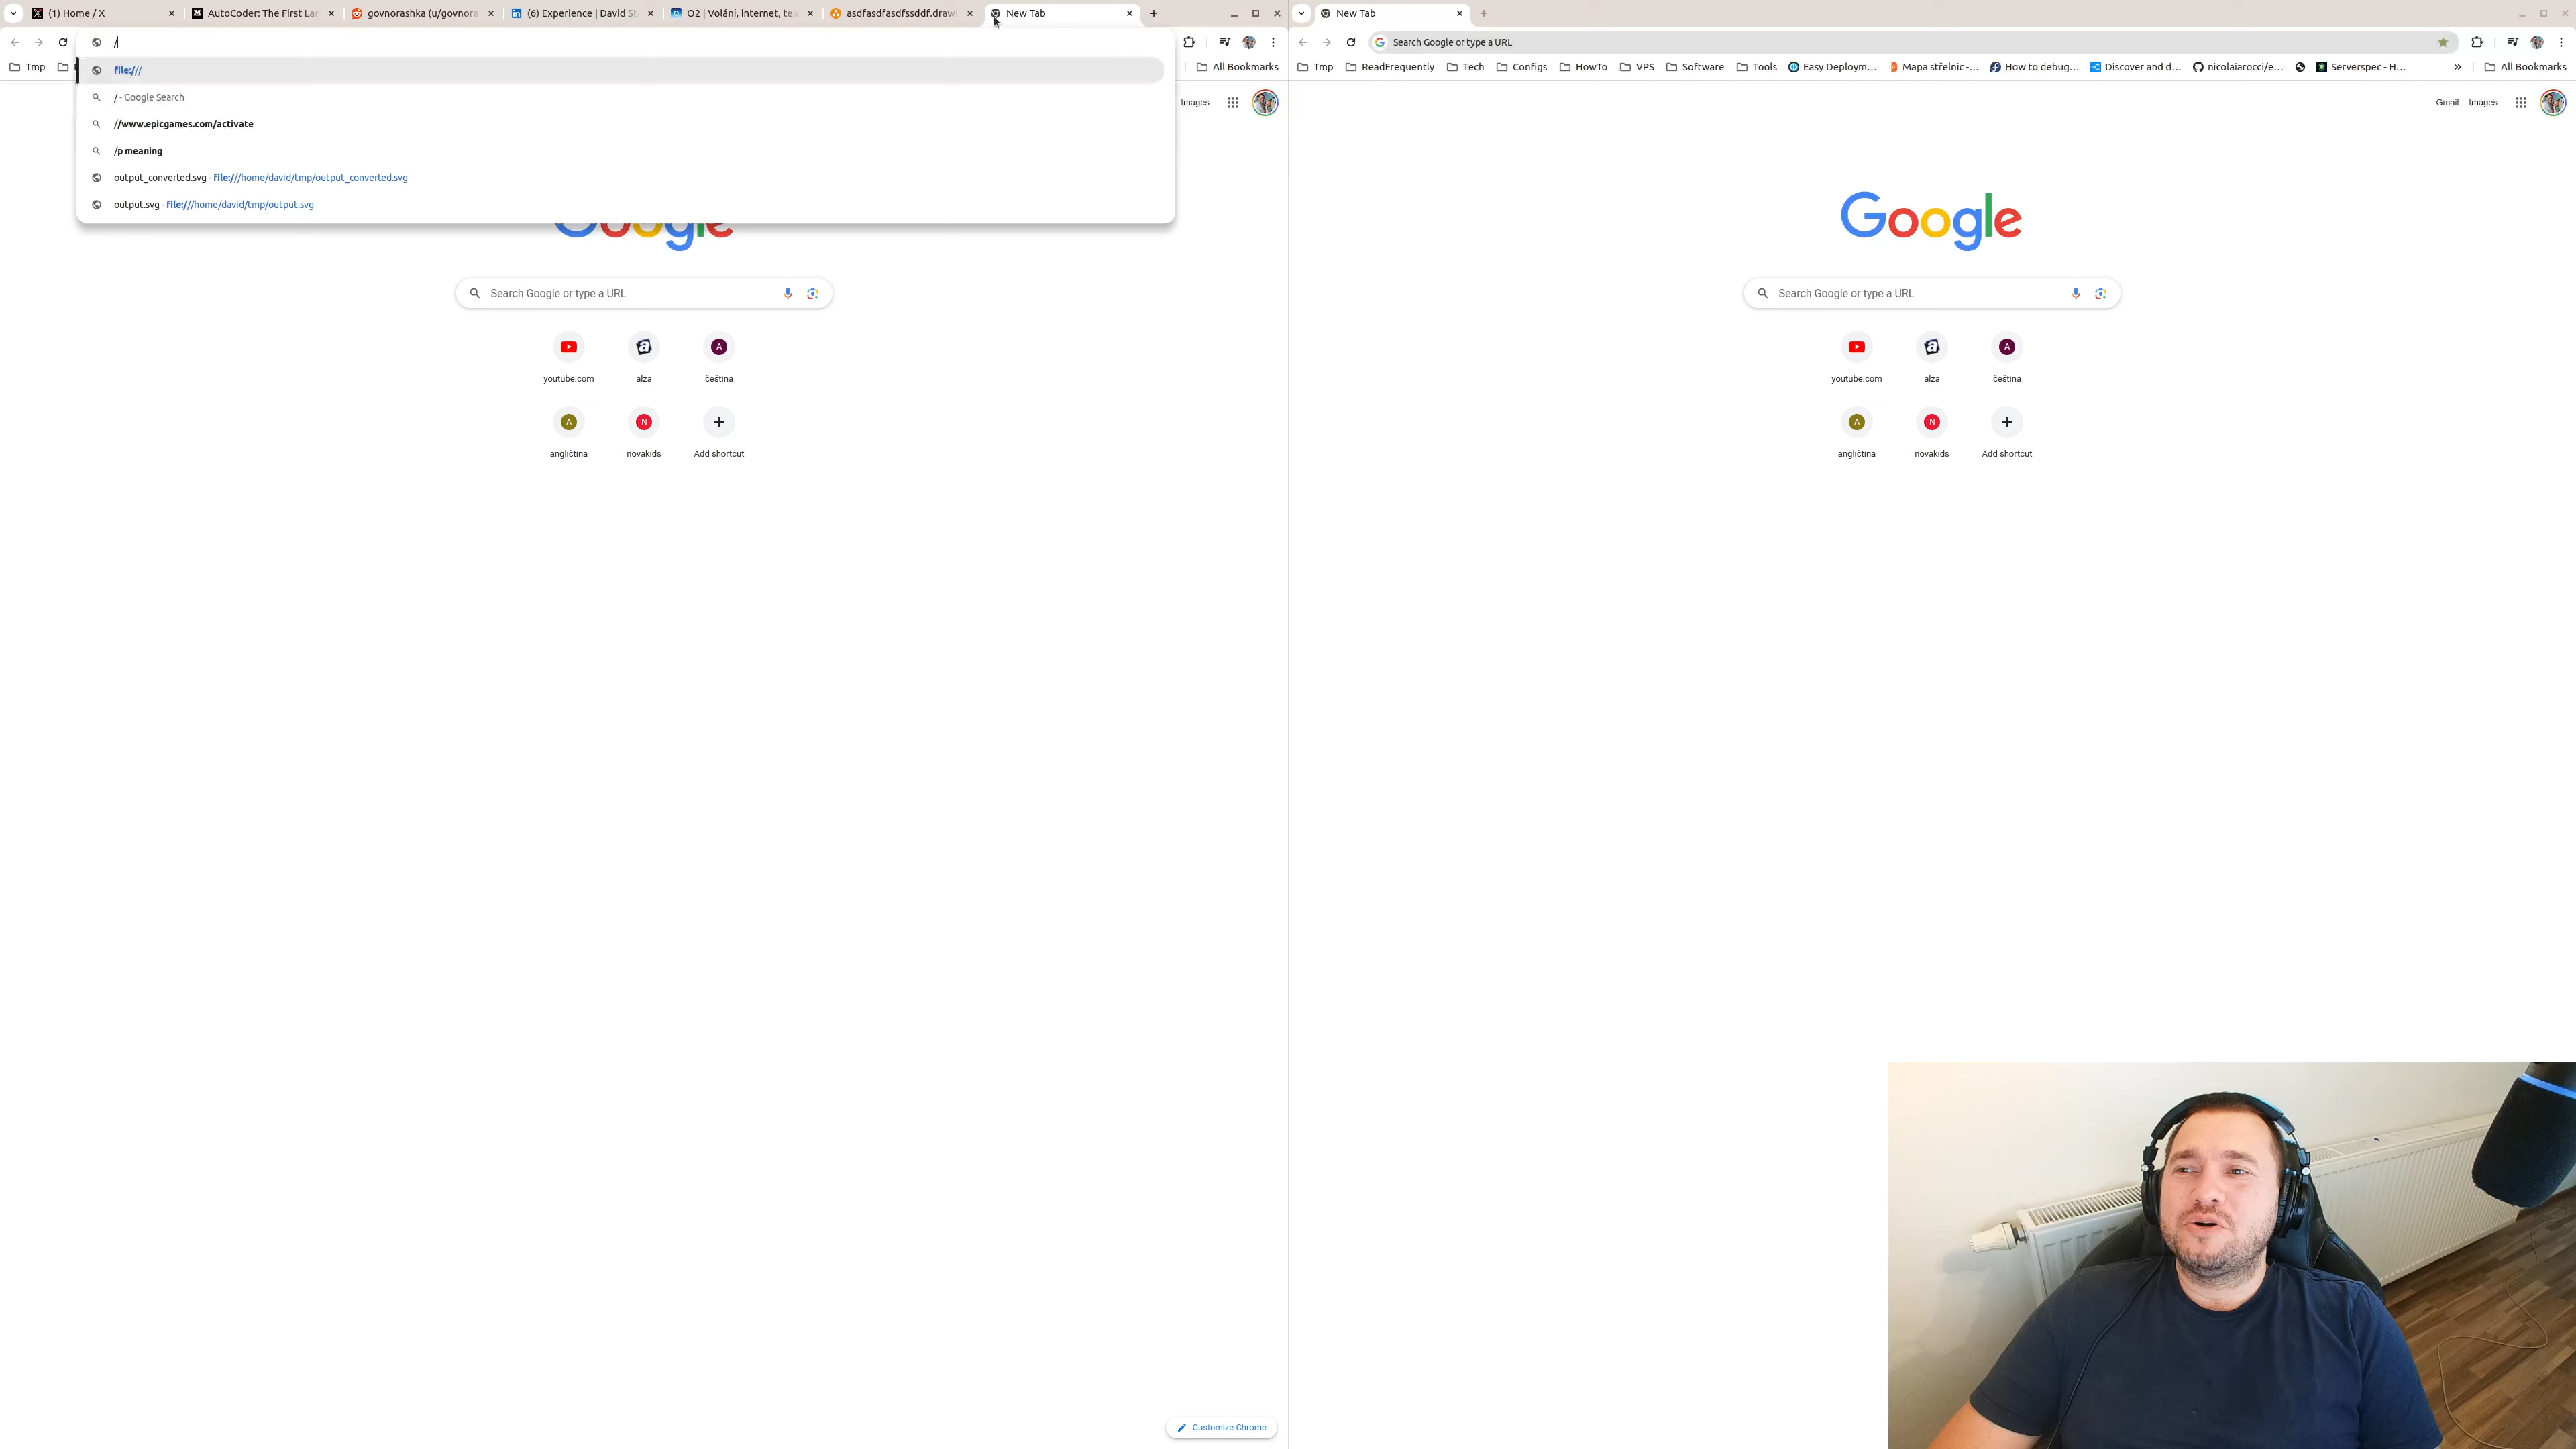 (1) Home / X
AutoCoder: The First La
govnorashka (u/govnora
(6) Experience | David St
O2 | Volání, internet, tel
asdfasdfasdfssddf.draw
New Tab
/
Tmp
file:///
/ - Google Search
//www.epicgames.com/activate
/p meaning
output_converted.svg - file:///home/david/tmp/output_converted.svg
output.svg - file:///home/david/tmp/output.svg
All Bookmarks
Images
Google
Search Google or type a URL
youtube.com
alza
A
čeština
A
angličtina
N
novakids
Add shortcut
Customize Chrome
New Tab
Search Google or type a URL
Tmp
ReadFrequently
Tech
Configs
HowTo
VPS
Software
Tools
Easy Deploym...
Mapa střelnic -...
How to debug...
Discover and d...
nicolaiarocci/e...
Serverspec - H...
»
All Bookmarks
Gmail
Images
Google
Search Google or type a URL
youtube.com
alza
A
čeština
A
angličtina
N
novakids
Add shortcut